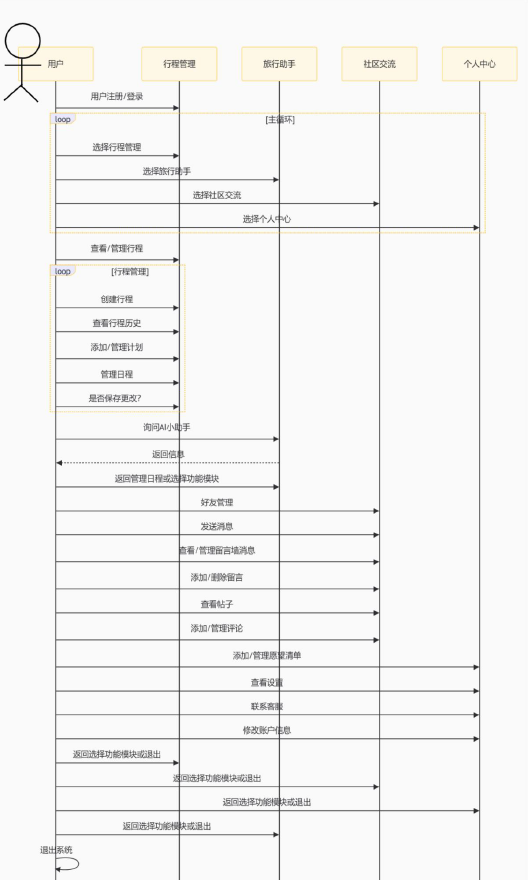 用户
行程管理
旅行助手
社区交流
个人中心
用户注册/登录
loop
[主循环]
选择行程管理
选择旅行助手
选择社区交流
选择个人中心
查看/管理行程
loop
[行程管理]
创建行程
查看行程历史
添加/管理计划
管理日程
是否保存更改?
询问AI小助手
返回信息
返回管理日程或选择功能模块
好友管理
发送消息
查看/管理留言墙消息
添加/删除留言
查看帖子
添加/管理评论
添加/管理愿望清单
查看设置
联系客服
修改账户信息
返回选择功能模块或退出
返回选择功能模块或退出
返回选择功能模块或退出
返回选择功能模块或退出
退出系统